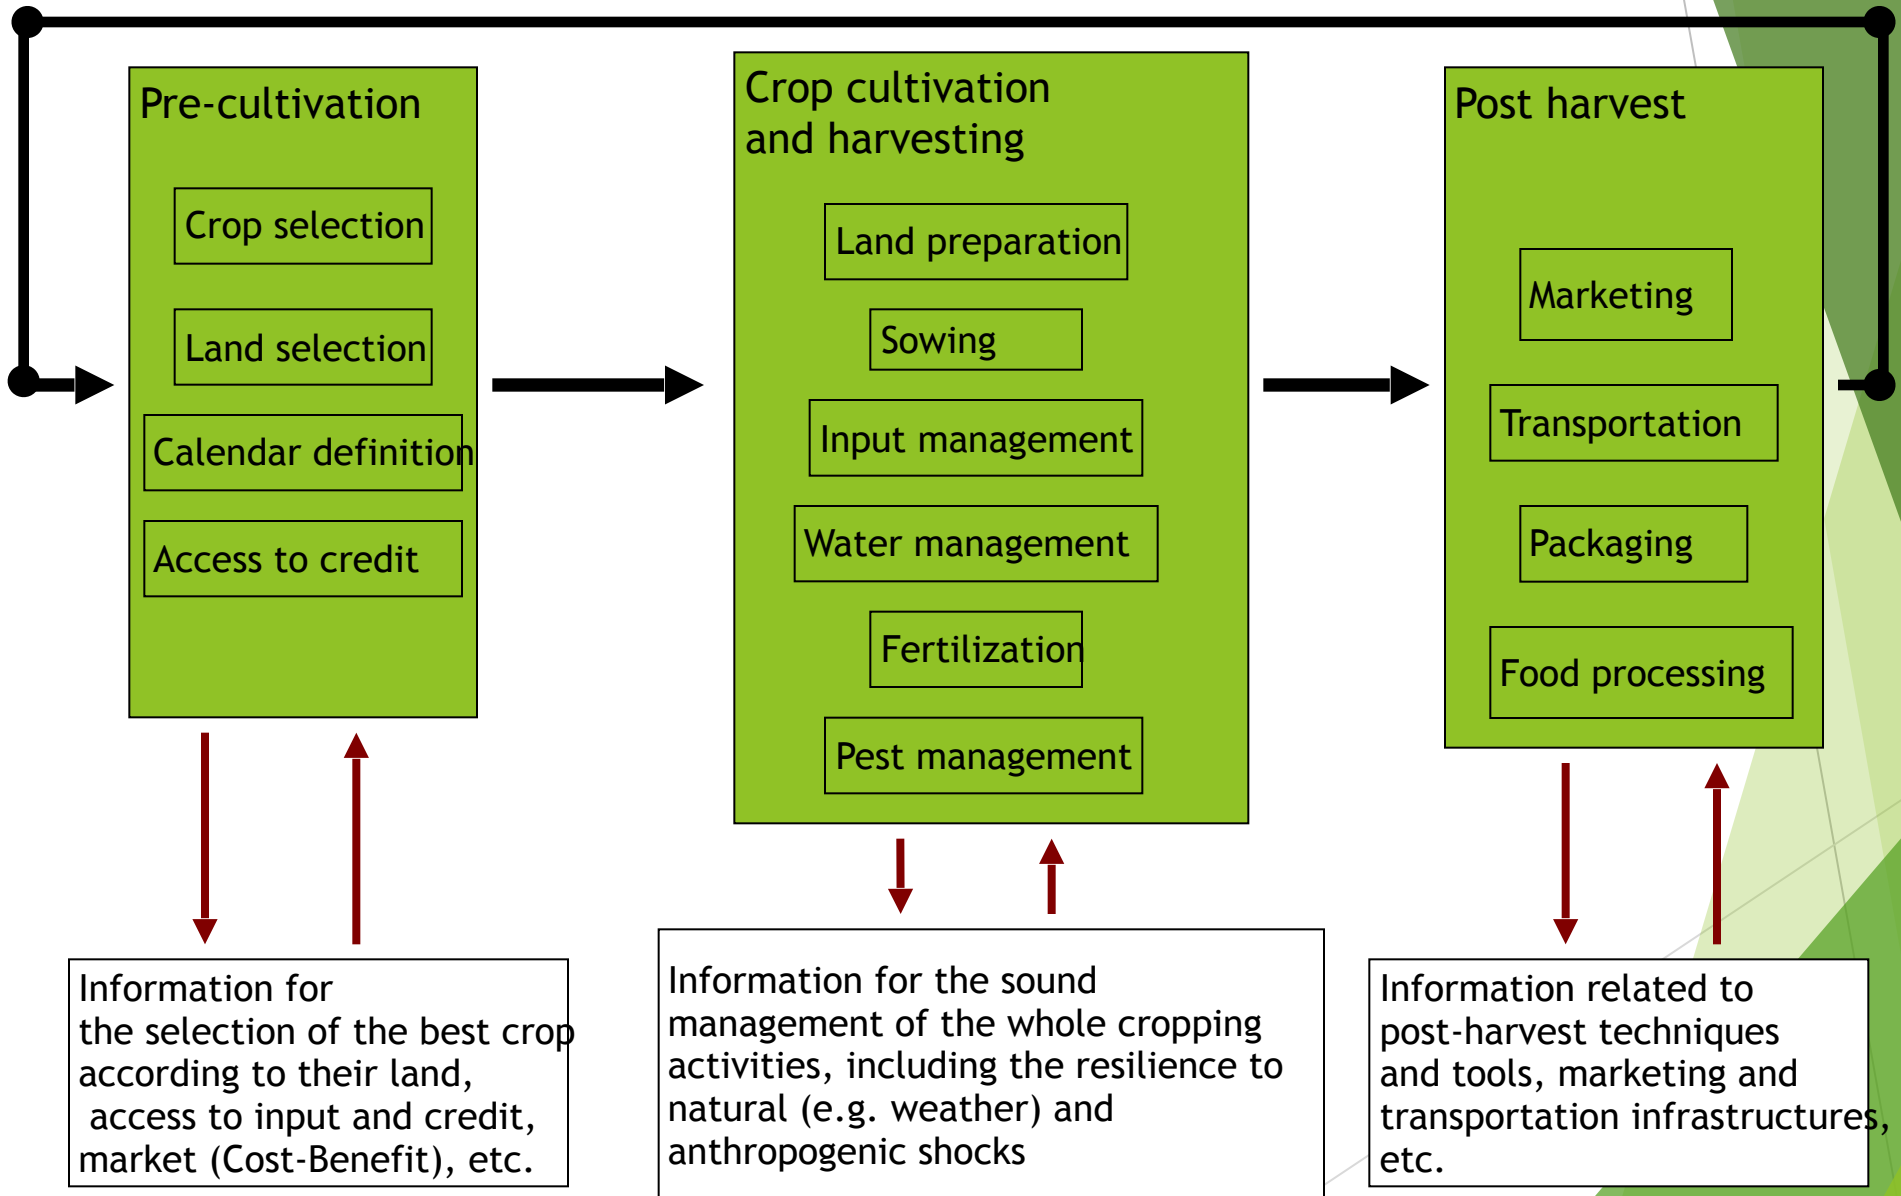 Pre-cultivation
Crop selection
Land selection
Calendar definition
Access to credit
Crop cultivation
and harvesting
Land preparation
Sowing
Input management
Water management
Fertilization
Pest management
Post harvest
Marketing
Transportation
Packaging
Food processing
Information for
the selection of the best crop
according to their land,
access to input and credit,
market (Cost-Benefit), etc.
Information for the sound
management of the whole cropping
activities, including the resilience to
natural (e.g. weather) and
anthropogenic shocks
Information related to
post-harvest techniques
and tools, marketing and
transportation infrastructures,
etc.